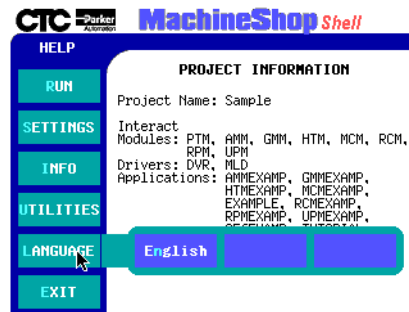 CTC Parker Automation MachineShop Shell
HELP
PROJECT INFORMATION
RUN
Project Name: Sample
SETTINGS
Interact
Modules: PTM, AMM, GMM, HTM, MCM, RCM,
RPM, UPM
INFO
Drivers: DVR, MLD
Applications: AMMEXAMP, GMMEXAMP,
HTMEXAMP, MCMEXAMP,
UTILITIES
EXAMPLE, RCMEXAMP,
RPMEXAMP, UPMEXAMP,
LANGUAGE
English
EXIT